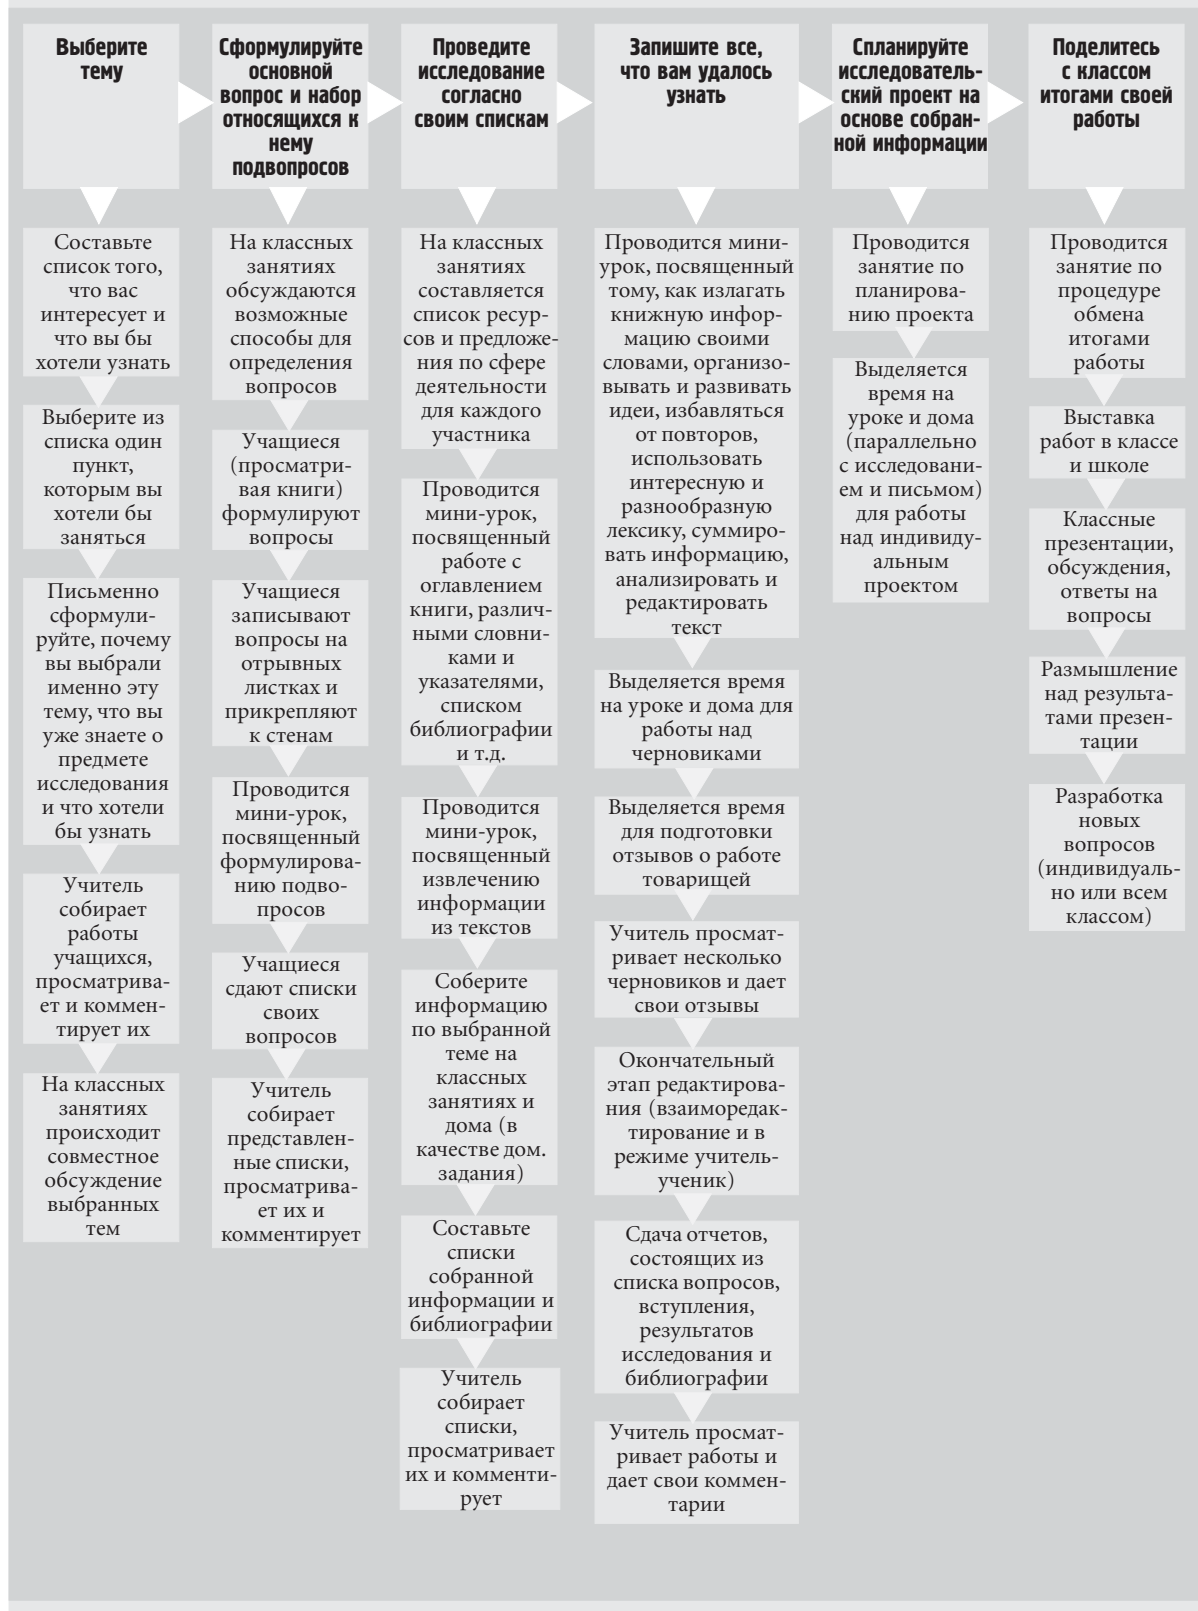 Выберите
тему
Сформулируйте
основной
вопрос и набор
относящихся к
нему
подвопросов
Проведите
исследование
согласно
своим спискам
Запишите все,
что вам удалось
узнать
Спланируйте
исследователь-
ский проект на
основе собран-
ной информации
Поделитесь
с классом
итогами своей
работы
Составьте
список того,
что вас
интересует и
что вы бы
хотели узнать
Выберите из
списка один
пункт,
которым вы
хотели бы
заняться
Письменно
сформули-
руйте, почему
вы выбрали
именно эту
тему, что вы
уже знаете о
предмете
исследования
и что хотели
бы узнать
Учитель
собирает
работы
учащихся,
просматрива-
ет и коммен-
тирует их
На классных
занятиях
происходит
совместное
обсуждение
выбранных
тем
На классных
занятиях
обсуждаются
возможные
способы для
определения
вопросов
Учащиеся
(просматри-
вая книги)
формулируют
вопросы
Учащиеся
записывают
вопросы на
отрывных
листках и
прикрепляют
к стенам
Проводится
мини-урок,
посвященный
формулирова-
нию подво-
просов
Учащиеся
сдают списки
своих
вопросов
Учитель
собирает
представлен-
ные списки,
просматрива-
ет их и
комментирует
На классных
занятиях
составляется
список ресур-
сов и предложе-
ния по сфере
деятельности
для каждого
участника
Проводится
мини-урок,
посвященный
работе с
оглавлением
книги, различ-
ными словни-
ками и
указателями,
списком
библиографии
и т.д.
Проводится
мини-урок,
посвященный
извлечению
информации
из текстов
Соберите
информацию
по выбранной
теме на
классных
занятиях и
дома (в
качестве дом.
задания)
Составьте
списки
собранной
информации и
библиографии
Учитель
собирает
списки,
просматривает
их и комменти-
рует
Проводится мини-
урок, посвященный
тому, как излагать
книжную инфор-
мацию своими
словами, организо-
вывать и развивать
идеи, избавляться
от повторов,
использовать
интересную и
разнообразную
лексику, суммиро-
вать информацию,
анализировать и
редактировать
текст
Выделяется время
на уроке и дома для
работы над
черновиками
Выделяется время
для подготовки
отзывов о работе
товарищей
Учитель просмат-
ривает несколько
черновиков и дает
свои отзывы
Окончательный
этап редактирова-
ния (взаиморедак-
тирование и в
режиме учитель-
ученик)
Сдача отчетов,
состоящих из
списка вопросов,
вступления,
результатов
исследования и
библиографии
Учитель просмат-
ривает работы и
дает свои коммен-
тарии
Проводится
занятие по
планирова-
нию проекта
Выделяется
время на
уроке и дома
(параллельно
с исследовани-
ем и письмом)
для работы
над индивиду-
альным
проектом
Проводится
занятие по
процедуре
обмена
итогами
работы
Выставка
работ в классе
и школе
Классные
презентации,
обсуждения,
ответы на
вопросы
Размышление
над результа-
тами презен-
тации
Разработка
новых
вопросов
(индивидуаль-
но или всем
классом)